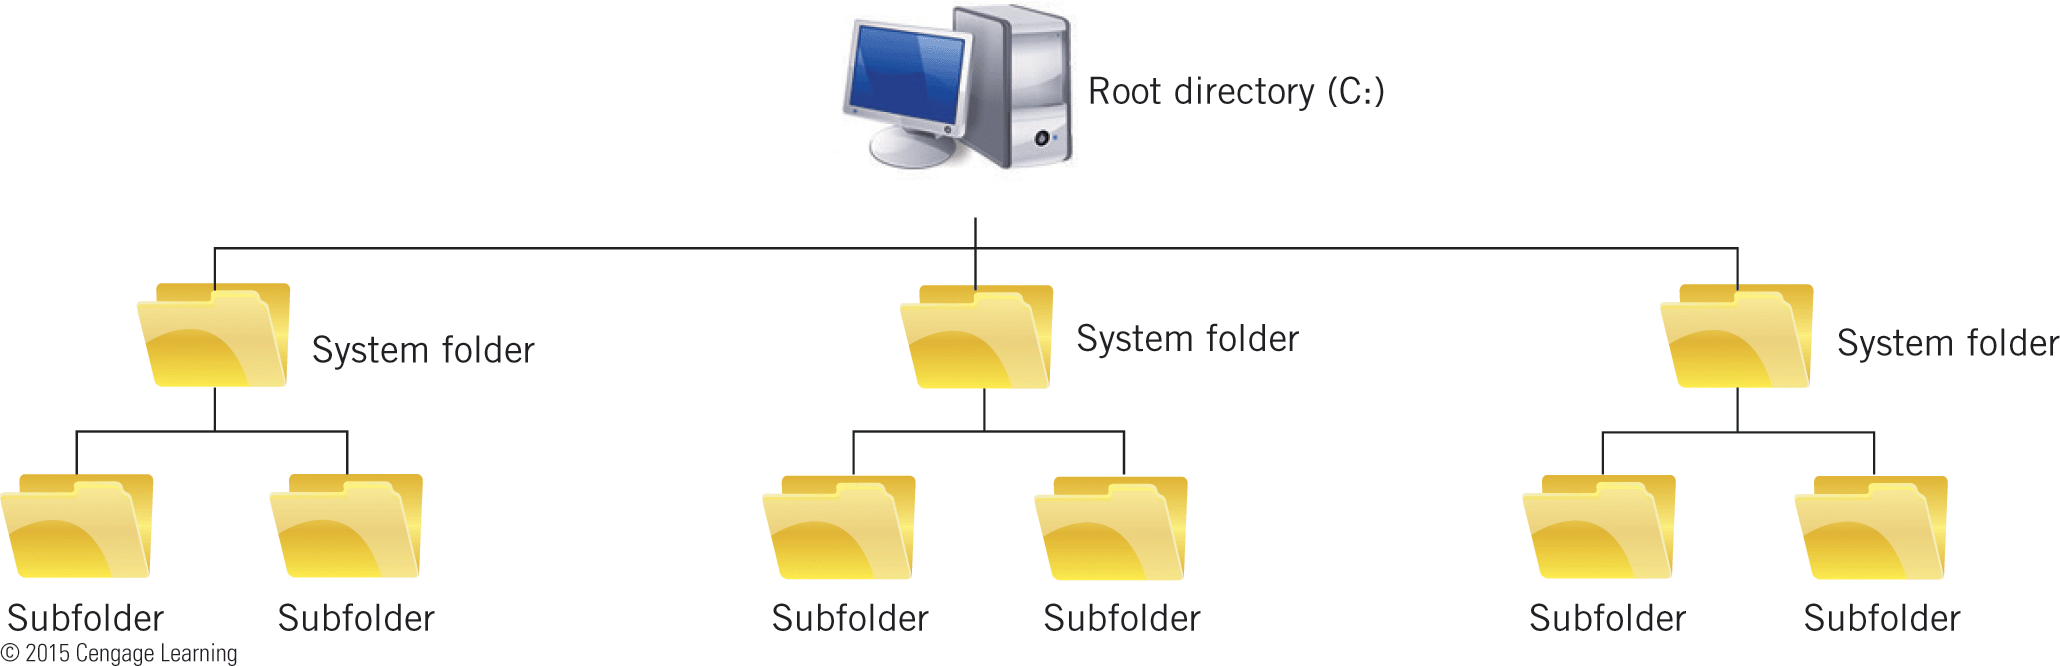 Root directory (C:)
System folder
System folder
System folder
Subfolder
Subfolder
Subfolder
Subfolder
Subfolder
Subfolder
© 2015 Cengage Learning